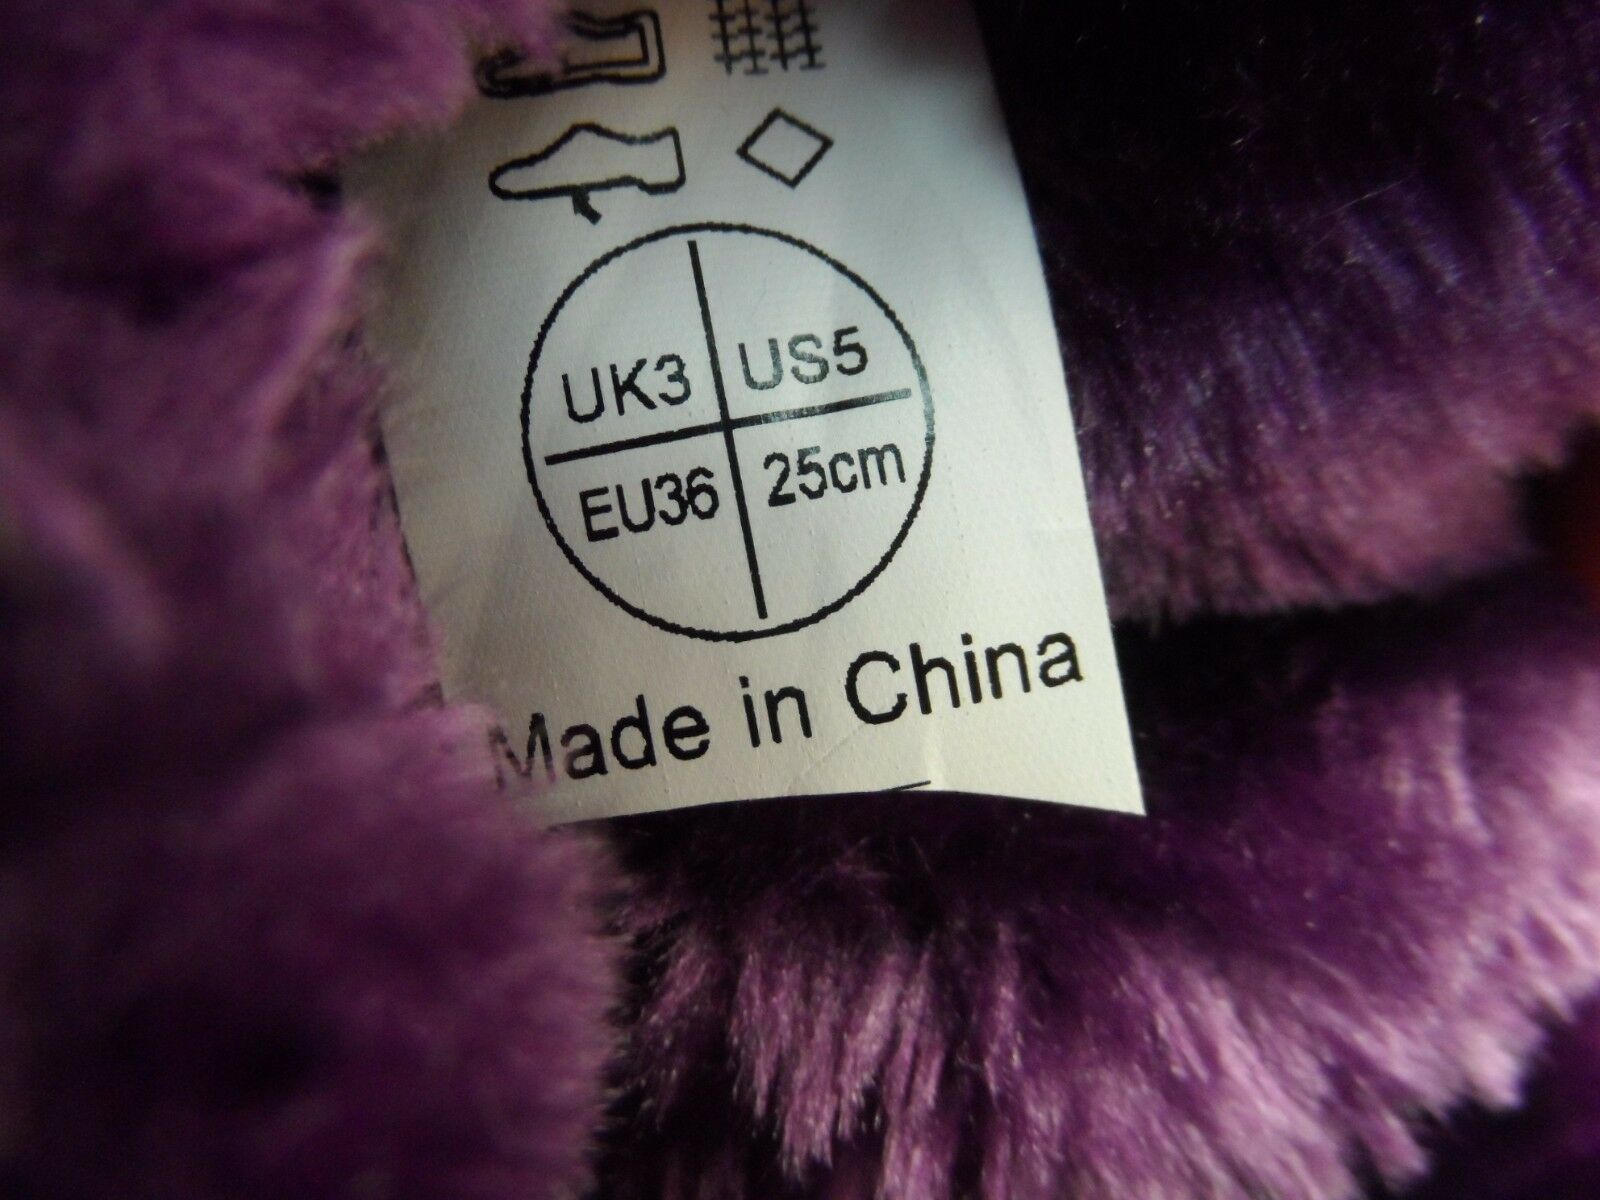 UK3 US5
EU36 25cm
Made in China